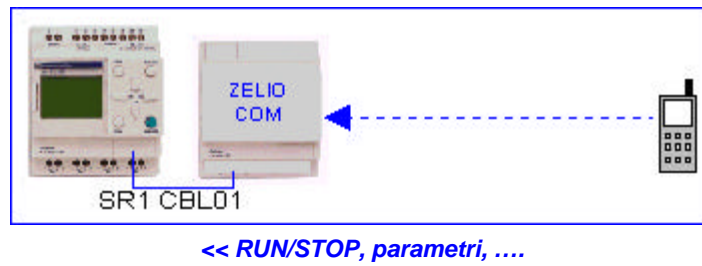 ZELIO
COM
SR1 CBL01
<< RUN/STOP, parametri, ....